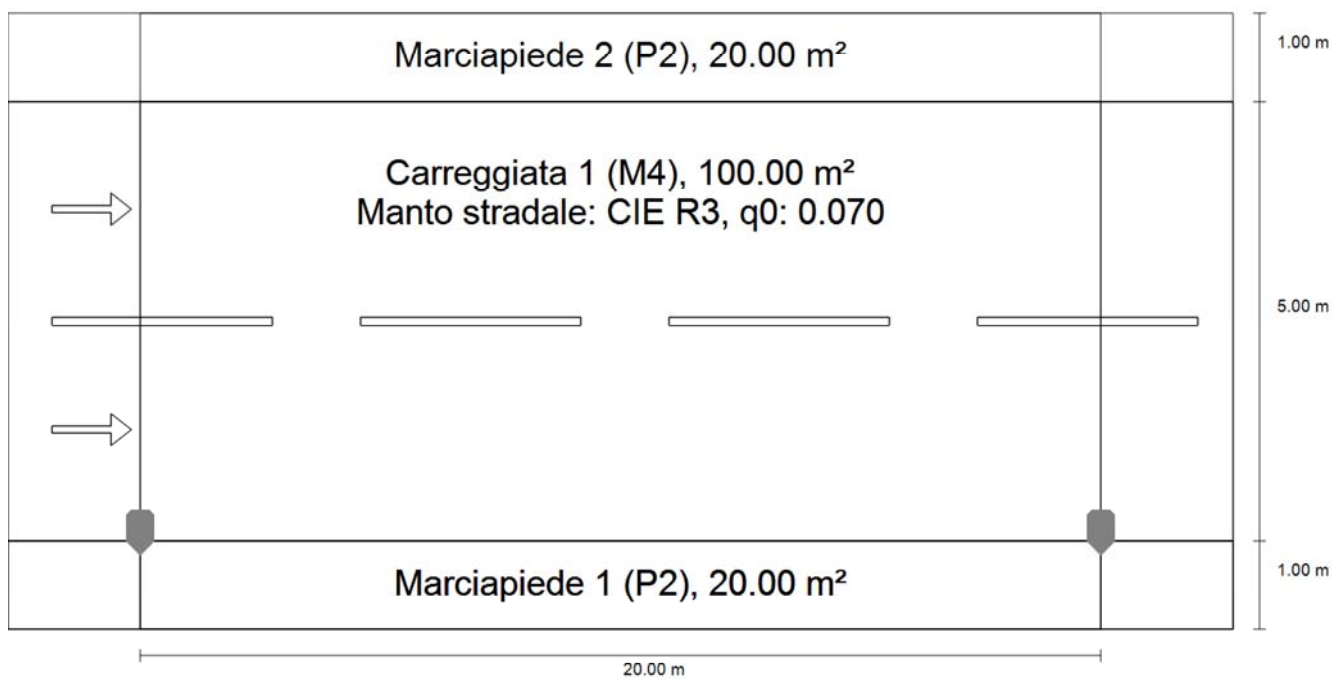 Marciapiede 2 (P2), 20.00 m²
1.00 m
Carreggiata 1 (M4), 100.00 m²
Manto stradale: CIE R3, q0: 0.070
5.00 m
Marciapiede 1 (P2), 20.00 m²
1.00 m
20.00 m